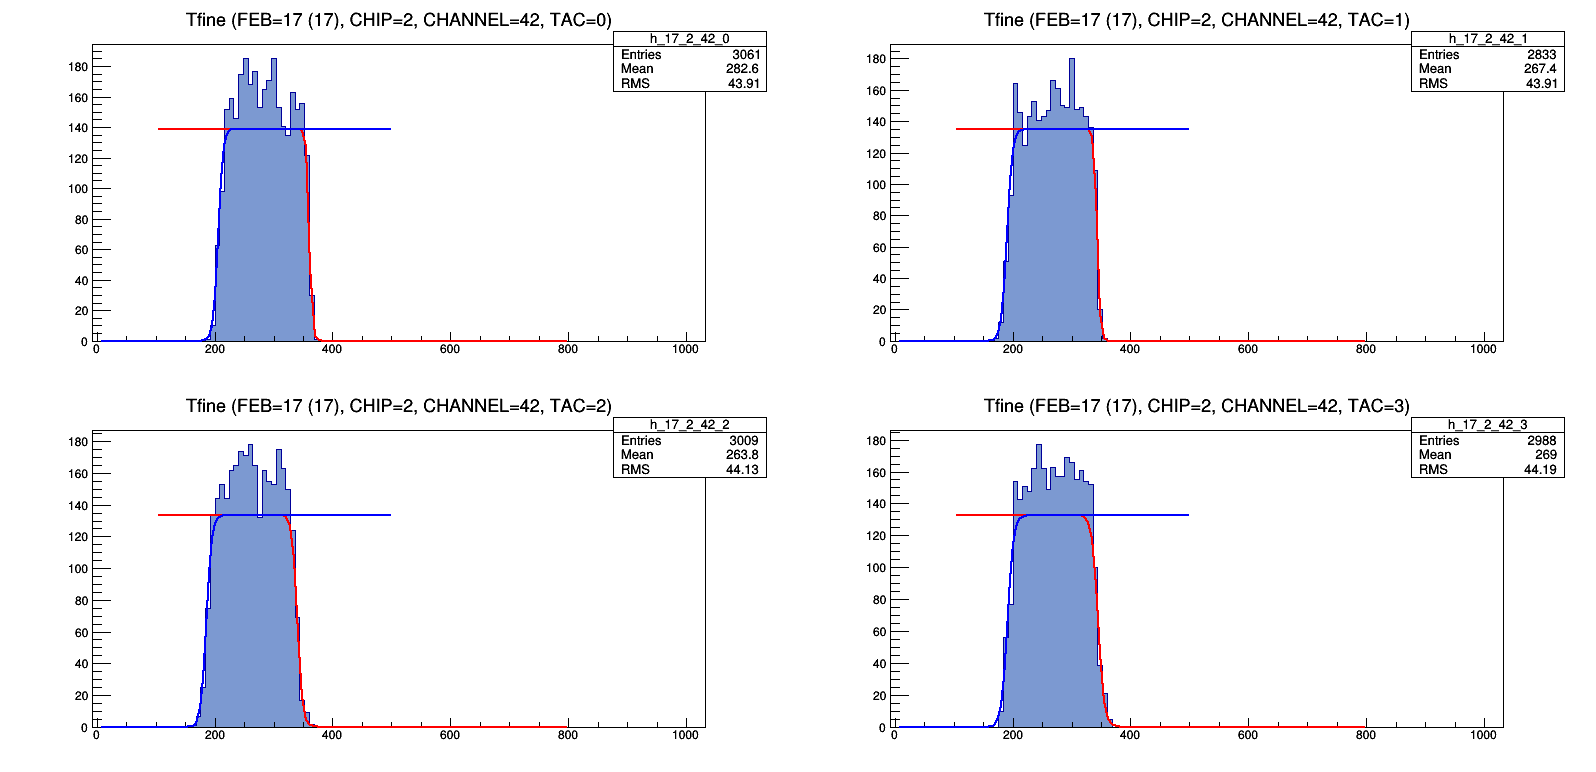 Tfine (FEB=17 (17), CHIP=2, CHANNEL=42, TAC=0)
h_17_2_42_0
Entries 3061
Mean 282.6
RMS 43.91
180
160
140
120
100
80
60
40
20
0
0 200 400 600 800 1000
Tfine (FEB=17 (17), CHIP=2, CHANNEL=42, TAC=1)
h_17_2_42_1
Entries 2833
Mean 267.4
RMS 43.91
180
160
140
120
100
80
60
40
20
0
0 200 400 600 800 1000
Tfine (FEB=17 (17), CHIP=2, CHANNEL=42, TAC=2)
h_17_2_42_2
Entries 3009
Mean 263.8
RMS 44.13
180
160
140
120
100
80
60
40
20
0
0 200 400 600 800 1000
Tfine (FEB=17 (17), CHIP=2, CHANNEL=42, TAC=3)
h_17_2_42_3
Entries 2988
Mean 269
RMS 44.19
180
160
140
120
100
80
60
40
20
0
0 200 400 600 800 1000